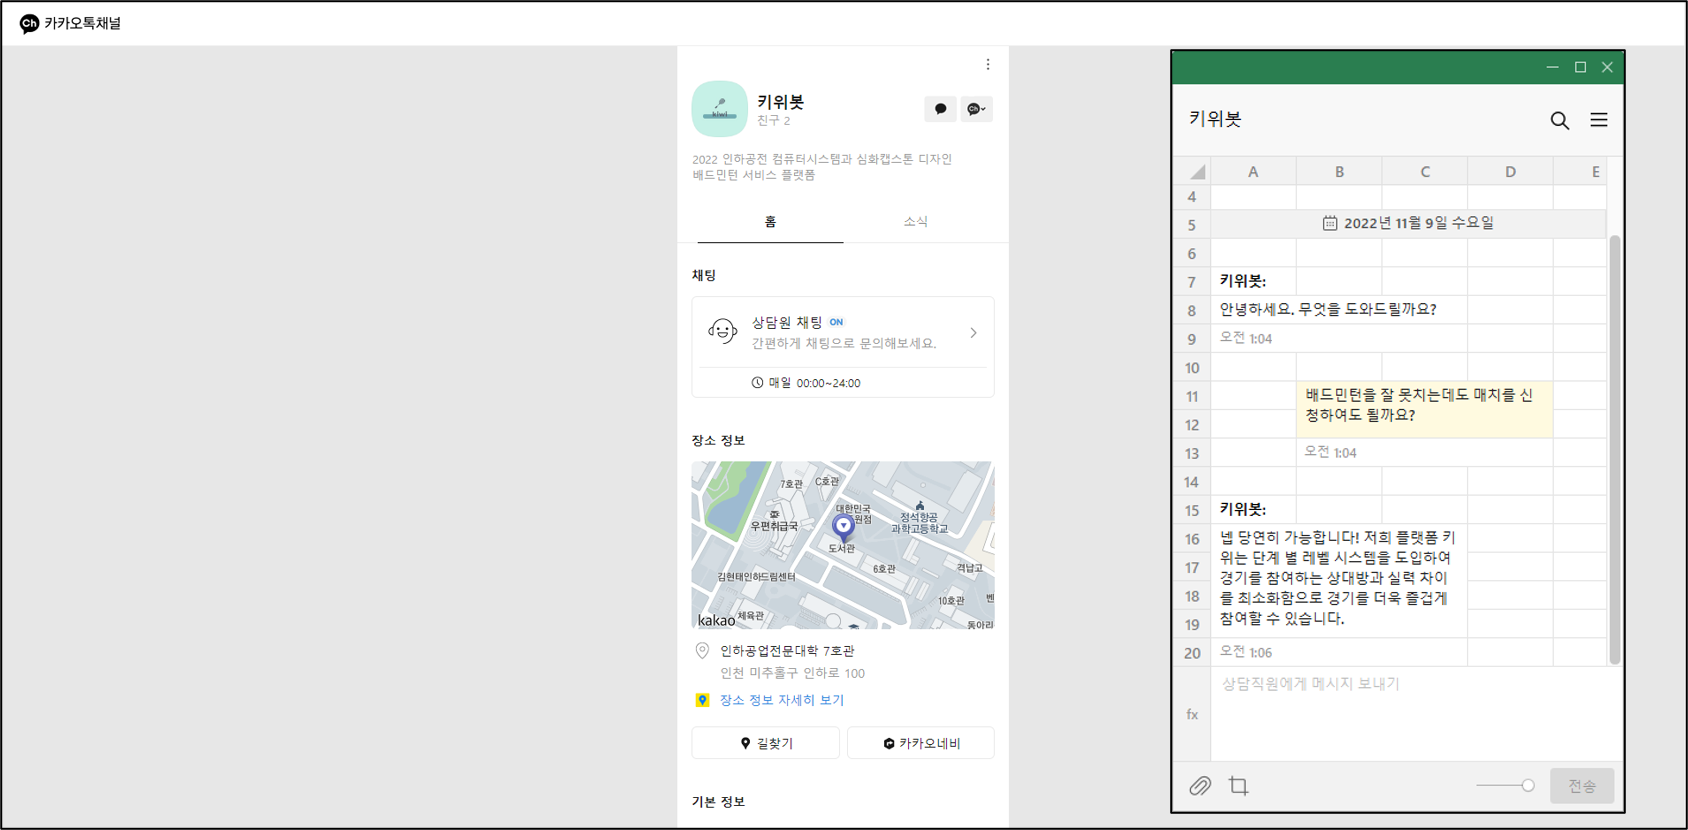 Ch 카카오톡채널
kiwi
키위봇
친구 2
Ch
2022 인하공전 컴퓨터시스템과 심화캡스톤 디자인
배드민턴 서비스 플랫폼
홈 소식
채팅
상담원 채팅 ON
간편하게 채팅으로 문의해보세요.
매일 00:00~24:00
장소 정보
7호관 C호관
대한민국
원점
우편취급국
정석항공
과학고등학교
도서관
6호관
격납고
김현태인하드림센터
10호관
벤
체육관
kakao
동아리
인하공업전문대학 7호관
인천 미추홀구 인하로 100
장소 정보 자세히 보기
길찾기 카카오네비
기본 정보
키위봇
A B C D E
4
5 2022년 11월 9일 수요일
6
7 키위봇:
8 안녕하세요. 무엇을 도와드릴까요?
9 오전 1:04
10
11 배드민턴을 잘 못치는데도 매치를 신
12 청하여도 될까요?
13 오전 1:04
14
15 키위봇:
16 넵 당연히 가능합니다! 저희 플랫폼 키
17 위는 단계 별 레벨 시스템을 도입하여
경기를 참여하는 상대방과 실력 차이
18 를 최소화함으로 경기를 더욱 즐겁게
19 참여할 수 있습니다.
20 오전 1:06
상담직원에게 메시지 보내기
fx
전송